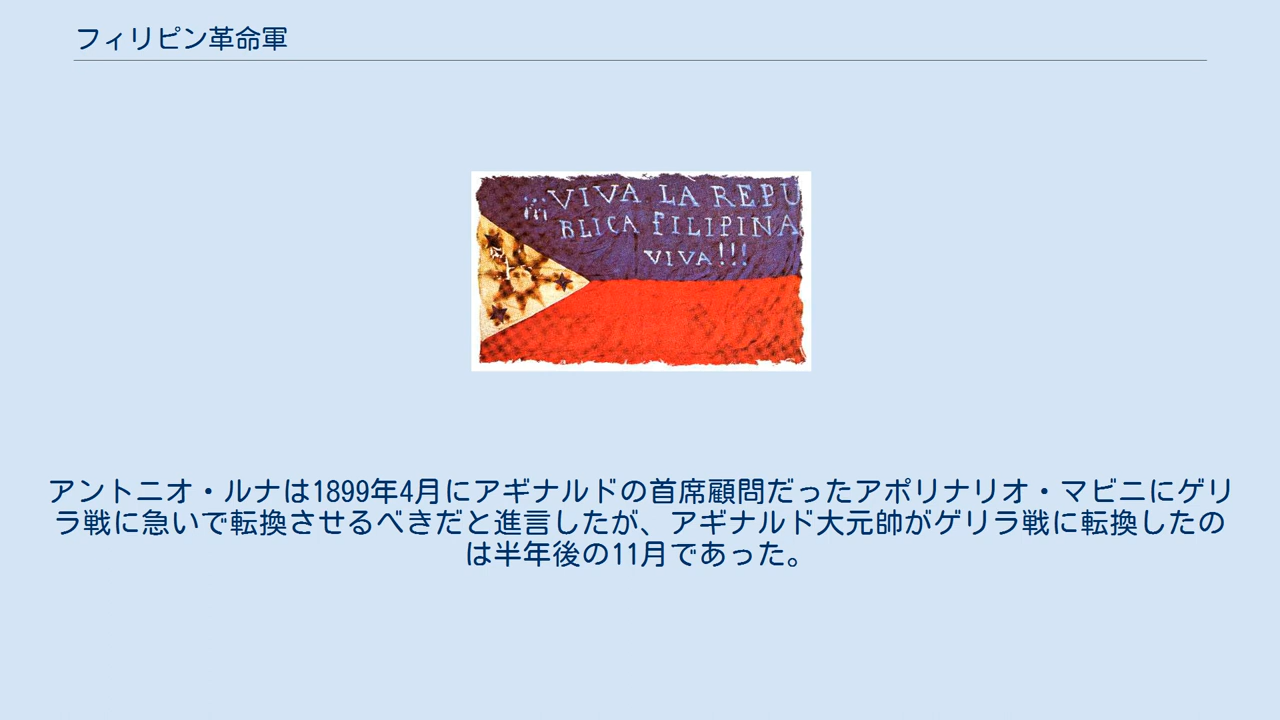 フィリピン革命軍
¡¡¡VIVA LA REPU
BLICA FILIPINA
VIVA!!!
アントニオ・ルナは1899年4月にアギナルドの首席顧問だったアポリナリオ・マビニにゲリ
ラ戦に急いで転換させるべきだと進言したが、アギナルド大元帥がゲリラ戦に転換したの
は半年後の11月であった。